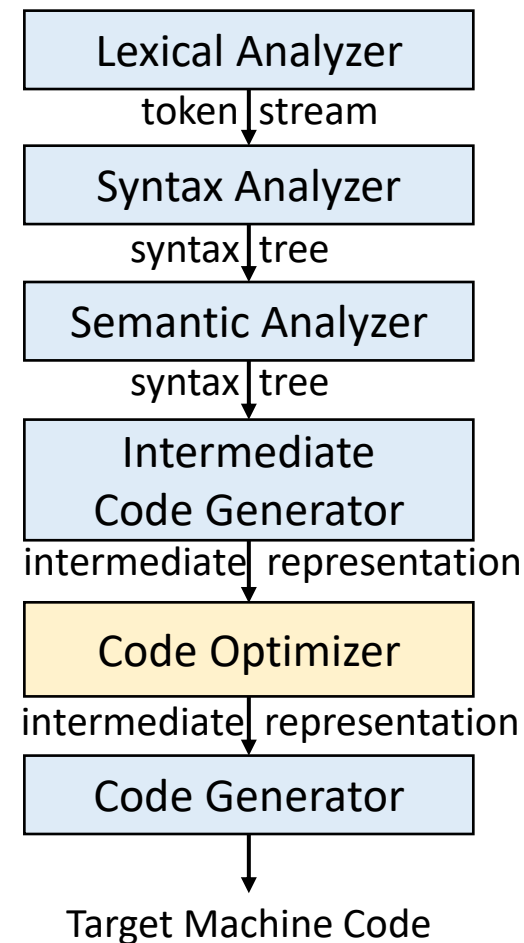 Lexical Analyzer
token stream
Syntax Analyzer
syntax tree
Semantic Analyzer
syntax tree
Intermediate
Code Generator
intermediate representation
Code Optimizer
intermediate representation
Code Generator
Target Machine Code